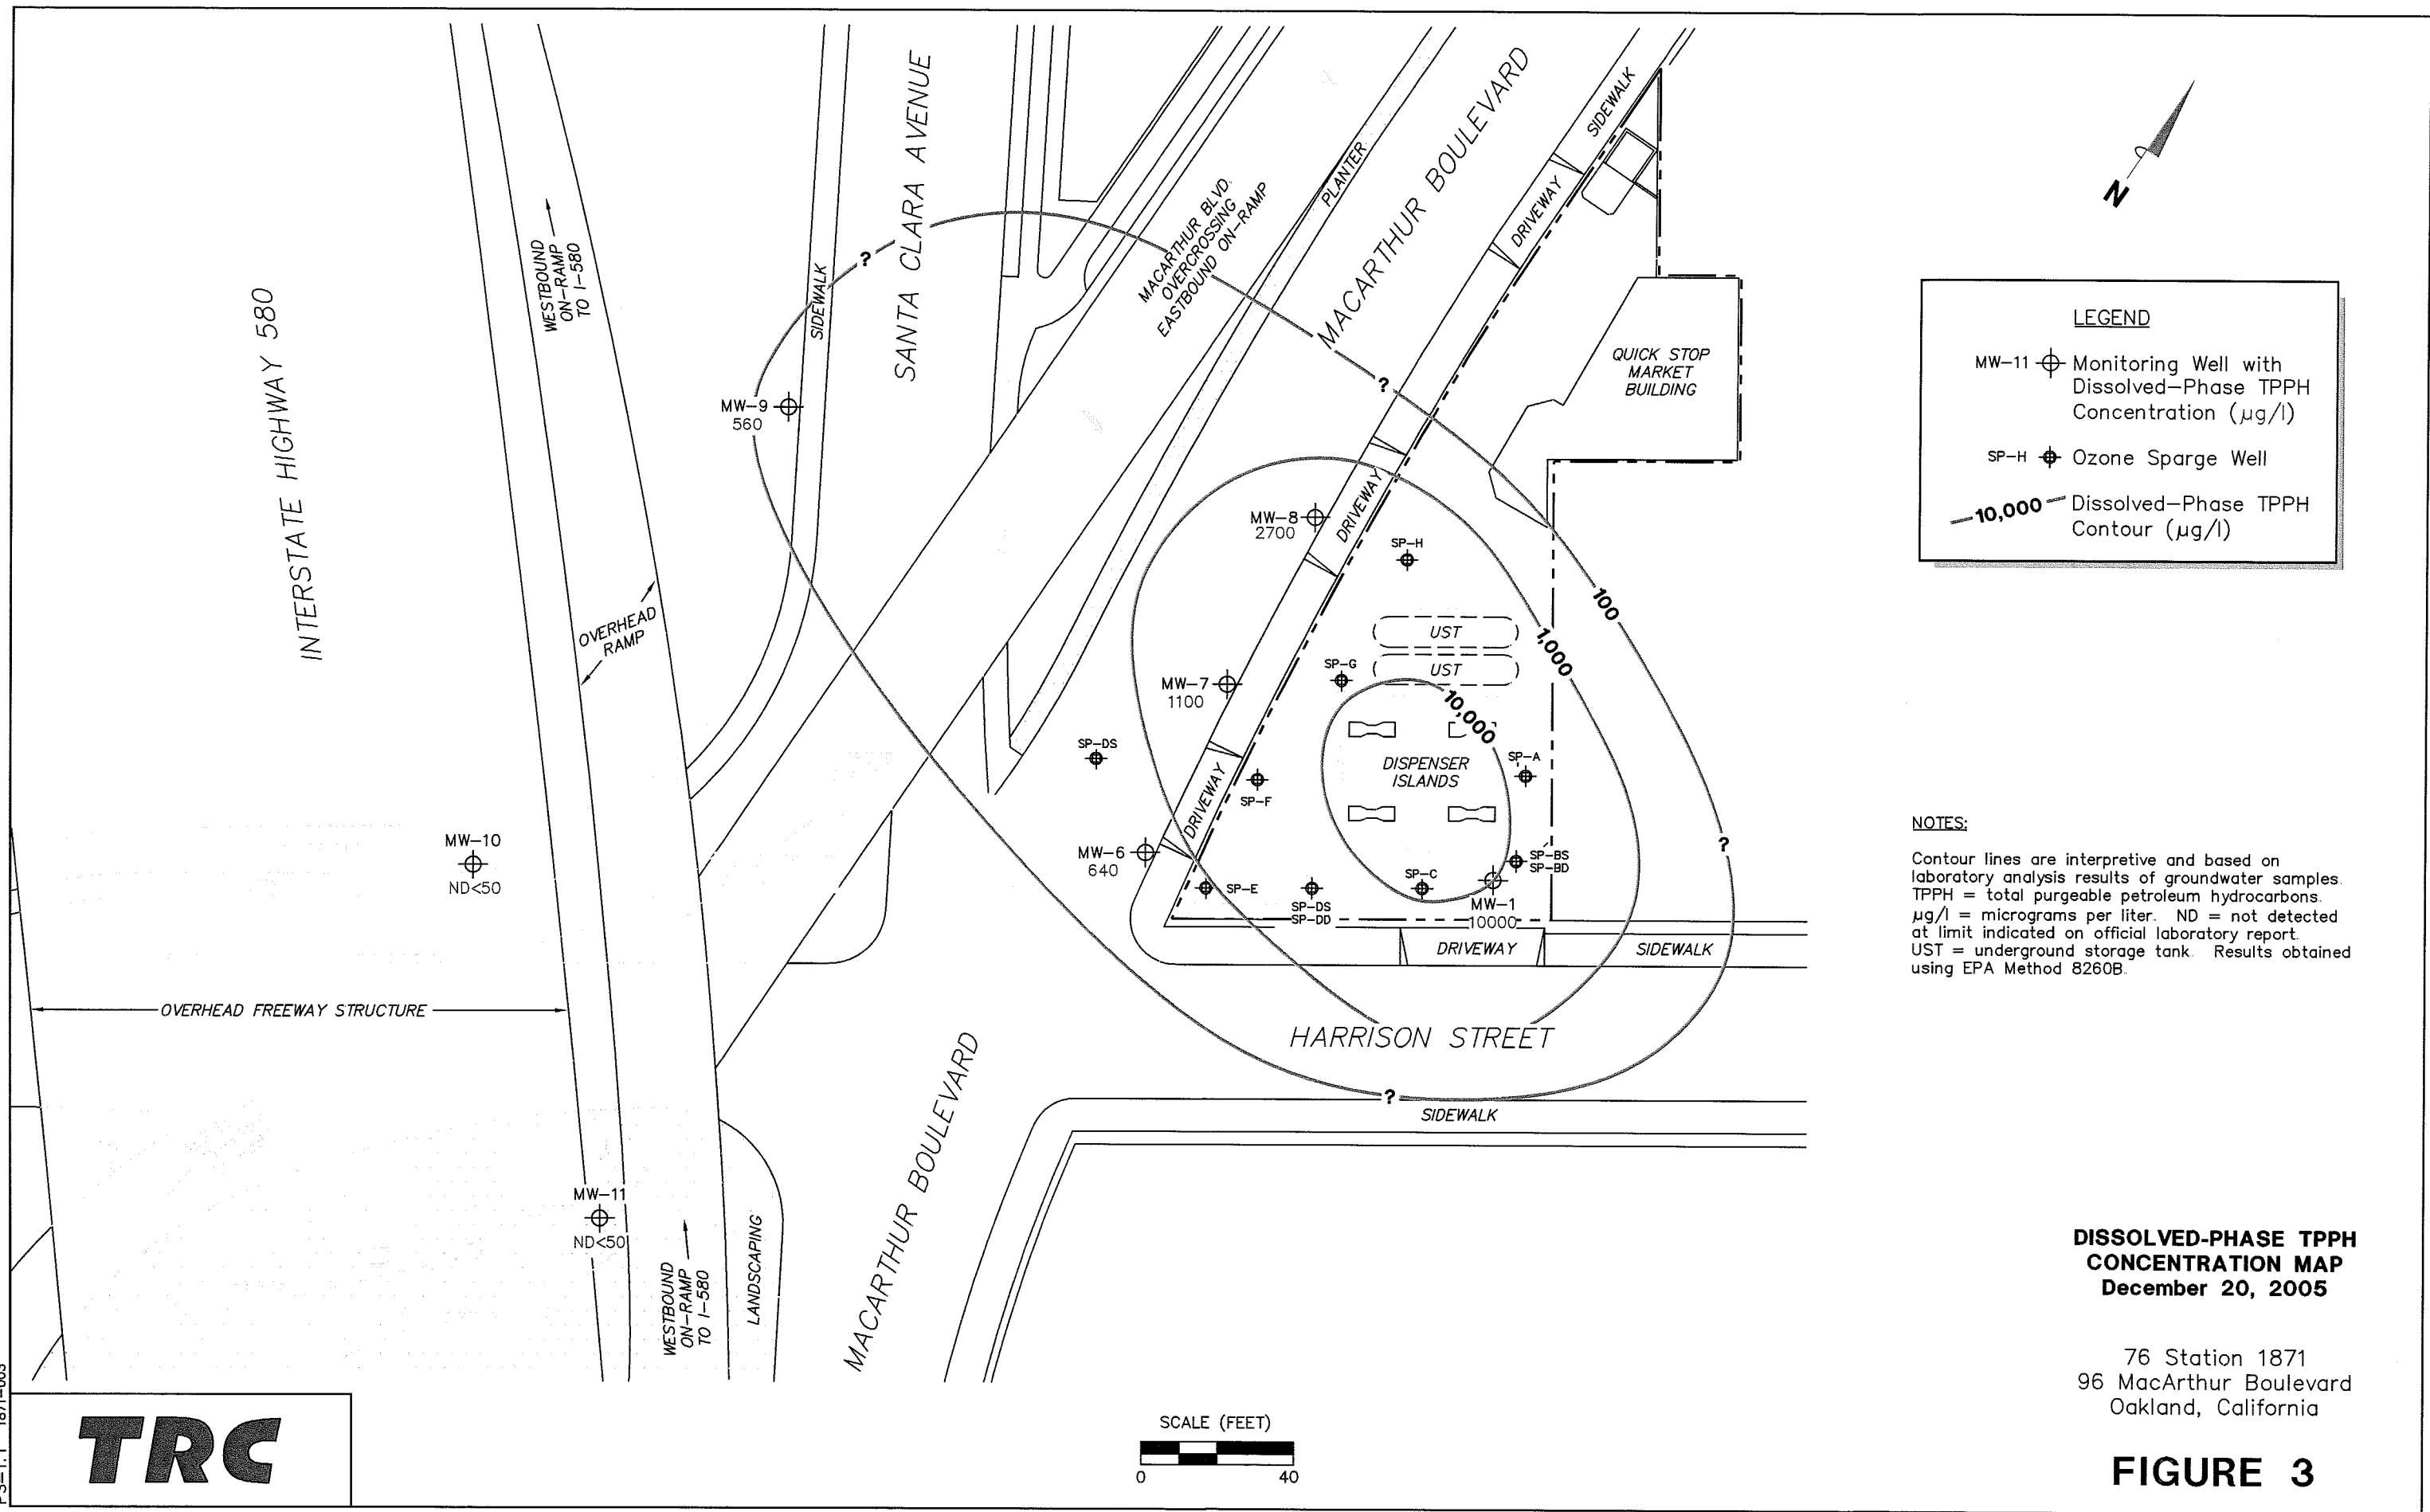 INTERSTATE HIGHWAY 580
WESTBOUND
ON-RAMP
TO I-580
OVERHEAD
RAMP
SIDEWALK
SANTA CLARA AVENUE
MACARTHUR BLVD.
OVERCROSSING
EASTBOUND ON-RAMP
PLANTER
MACARTHUR BOULEVARD
SIDEWALK
DRIVEWAY
QUICK STOP
MARKET
BUILDING
N
?
?
MW-9
560
MW-8
2700
DRIVEWAY
SP-H
UST
UST
100
1,000
10,000
SP-G
MW-7
1100
SP-DS
SP-F
DRIVEWAY
DISPENSER
ISLANDS
SP-A
MW-6
640
SP-E
SP-DS
SP-DD
SP-C
SP-BS
SP-BD
MW-1
10000
?
DRIVEWAY
SIDEWALK
HARRISON STREET
?
SIDEWALK
MW-10
ND<50
OVERHEAD FREEWAY STRUCTURE
MW-11
ND<50
WESTBOUND
ON-RAMP
TO I-580
LANDSCAPING
MACARTHUR BOULEVARD
LEGEND
MW-11 Monitoring Well with
Dissolved-Phase TPPH
Concentration (µg/l)
SP-H Ozone Sparge Well
10,000 Dissolved-Phase TPPH
Contour (µg/l)
NOTES:
Contour lines are interpretive and based on
laboratory analysis results of groundwater samples.
TPPH = total purgeable petroleum hydrocarbons.
µg/l = micrograms per liter. ND = not detected
at limit indicated on official laboratory report.
UST = underground storage tank. Results obtained
using EPA Method 8260B.
DISSOLVED-PHASE TPPH
CONCENTRATION MAP
December 20, 2005
76 Station 1871
96 MacArthur Boulevard
Oakland, California
FIGURE 3
SCALE (FEET)
0 40
TRC